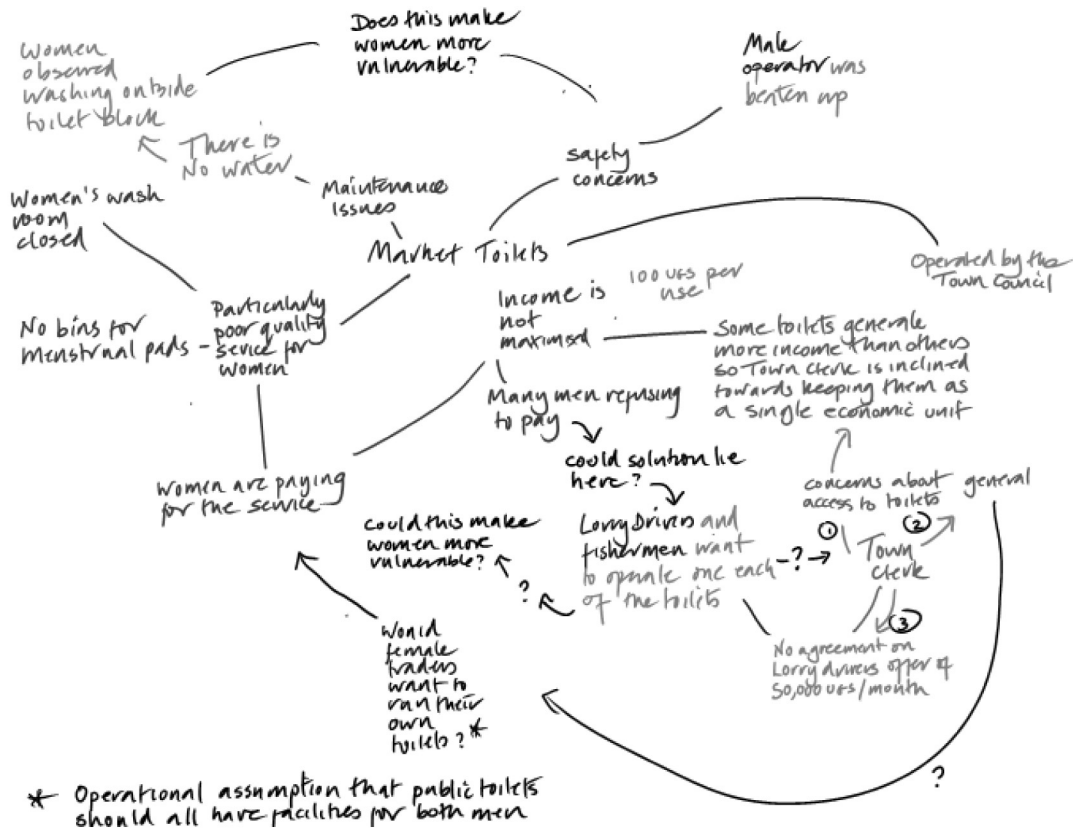 Does this make
women more
vulnerable?
Women
observed
washing outside
toilet block
Male
operator was
beaten up
There is
No water
Safety
concerns
Women's wash
room
closed
Maintenance
issues
Market Toilets
Operated by the
Town Council
Income is
not
maximised
100 UGS per
use
No bins for
menstrual pads
Particularly
poor quality
sevice for
women
Some toilets generate
more income than others
so Town Clerk is inclined
towards keeping them as
a single economic unit
Many men refusing
to pay
could solution lie
here?
Women are paying
for the service
concerns about
access to toilets
general
Could this make
women more
vulnerable?
Lorry Drivers and
fishermen want
to operate one each
of the toilets
?
?
①
②
Town
Clerk
③
No agreement on
Lorry drivers offer of
50,000 UGS/month
Would
female
traders
want to
run their
own
toilets? *
?
* Operational assumption that public toilets
should all have facilities for both men